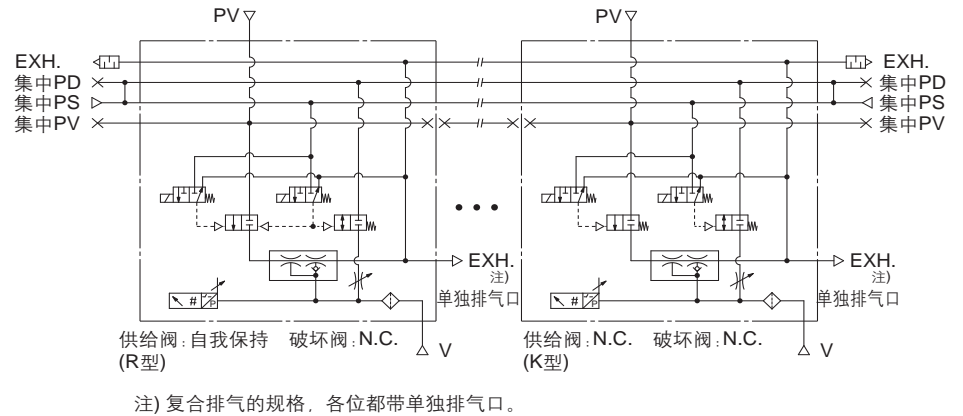 PV
PV
EXH.
EXH.
集中PD
集中PD
集中PS
集中PS
集中PV
集中PV
EXH.
注)
单独排气口
EXH.
注)
单独排气口
#
P
#
P
供给阀:自我保持
(R型)
破坏阀:N.C.
V
供给阀:N.C.
(K型)
破坏阀:N.C.
V
注) 复合排气的规格，各位都带单独排气口。